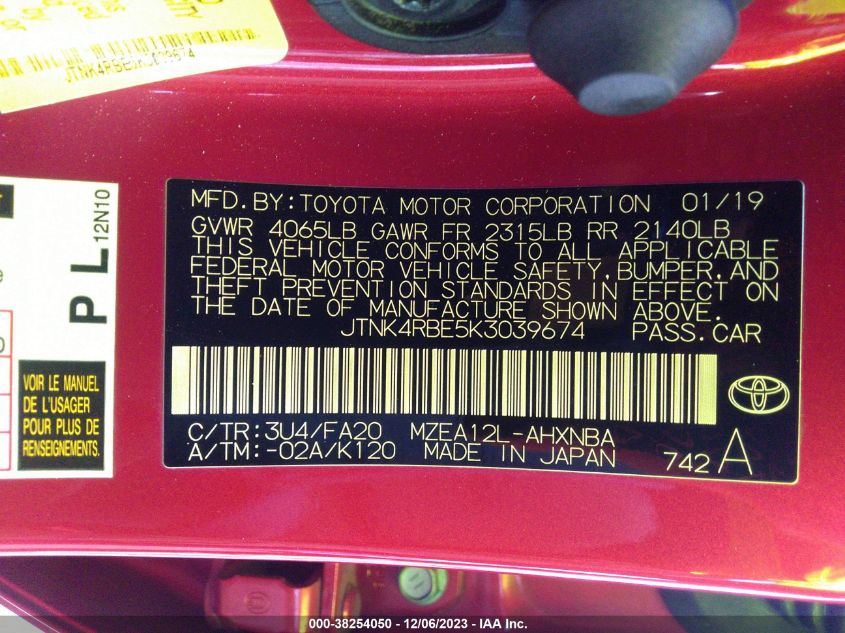 JTNK4RBE5K3039674
MFD.BY:TOYOTA MOTOR CORPORATION 01/19
GVWR 4065LB GAWR FR 2315LB RR 2140LB
THIS VEHICLE CONFORMS TO ALL APPLICABLE
FEDERAL MOTOR VEHICLE SAFETY,BUMPER,AND
THEFT PREVENTION STANDARDS IN EFFECT ON
THE DATE OF MANUFACTURE SHOWN ABOVE.
JTNK4RBE5K3039674 PASS.CAR
C/TR:3U4/FA20 MZEA12L-AHXNBA
A/TM:-02A/K120 MADE IN JAPAN 742 A
PL
12N10
VOIR LE MANUEL
DE L'USAGER
POUR PLUS DE
RENSEIGNEMENTS
000-38254050 - 12/06/2023 - IAA Inc.